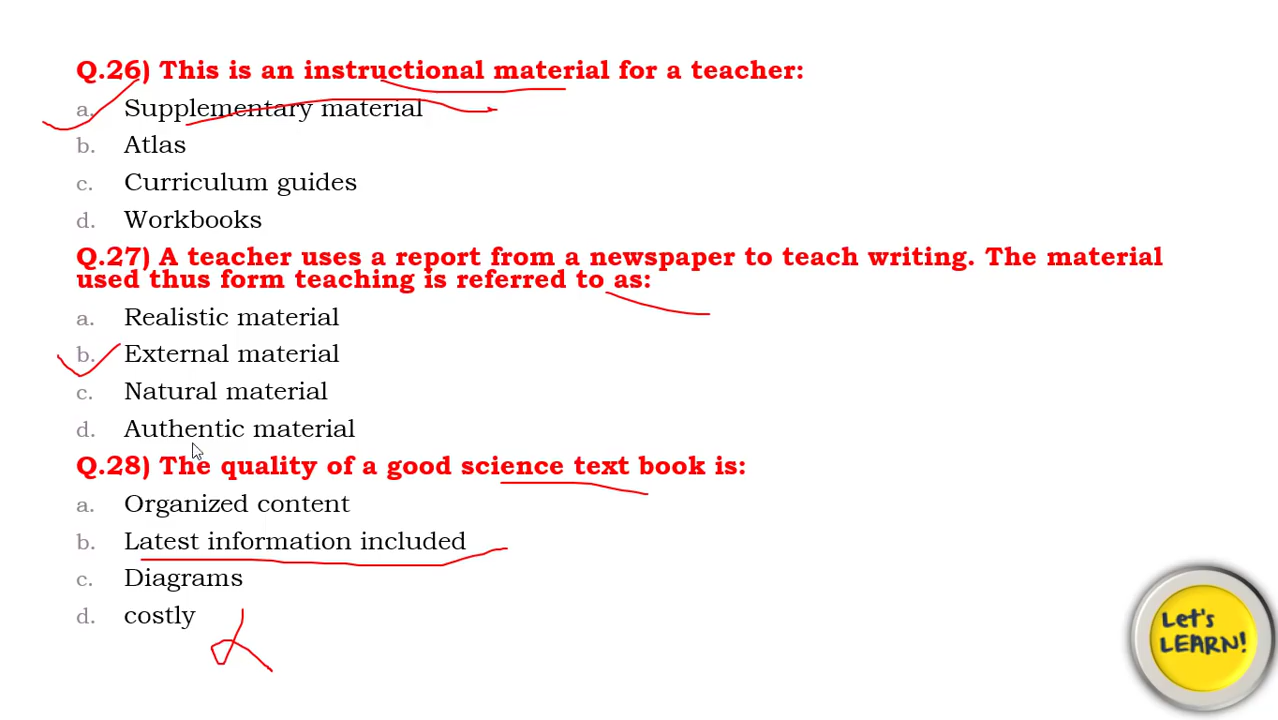 Q.26) This is an instructional material for a teacher:
a. Supplementary material
b. Atlas
c. Curriculum guides
d. Workbooks
Q.27) A teacher uses a report from a newspaper to teach writing. The material
used thus form teaching is referred to as:
a. Realistic material
b. External material
c. Natural material
d. Authentic material
Q.28) The quality of a good science text book is:
a. Organized content
b. Latest information included
c. Diagrams
d. costly
Let's
LEARN!